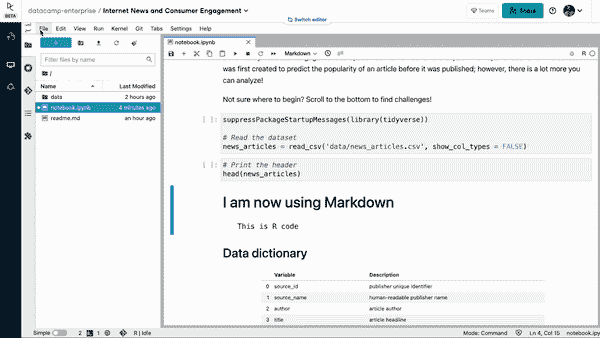 datacamp-enterprise / Internet News and Consumer Engagement
Switch editor
Teams
Share
BETA
File Edit View Run Kernel Git Tabs Settings Help
Filter files by name
/
Name Last Modified
data 2 hours ago
notebook.ipynb 4 minutes ago
readme.md an hour ago
notebook.ipynb
Markdown
R
was first created to predict the popularity of an article before it was published; however, there is a lot more you
can analyze!
Not sure where to begin? Scroll to the bottom to find challenges!
[ ]: suppressPackageStartupMessages(library(tidyverse))
# Read the dataset
news_articles = read_csv('data/news_articles.csv', show_col_types = FALSE)
[ ]: # Print the header
head(news_articles)
I am now using Markdown
This is R code
Data dictionary
Variable Description
0 source_id publisher unique identifier
1 source_name human-readable publisher name
2 author article author
3 title article headline
Simple 2 1 R | Idle Mode: Command Ln 4, Col 15 notebook.ipy